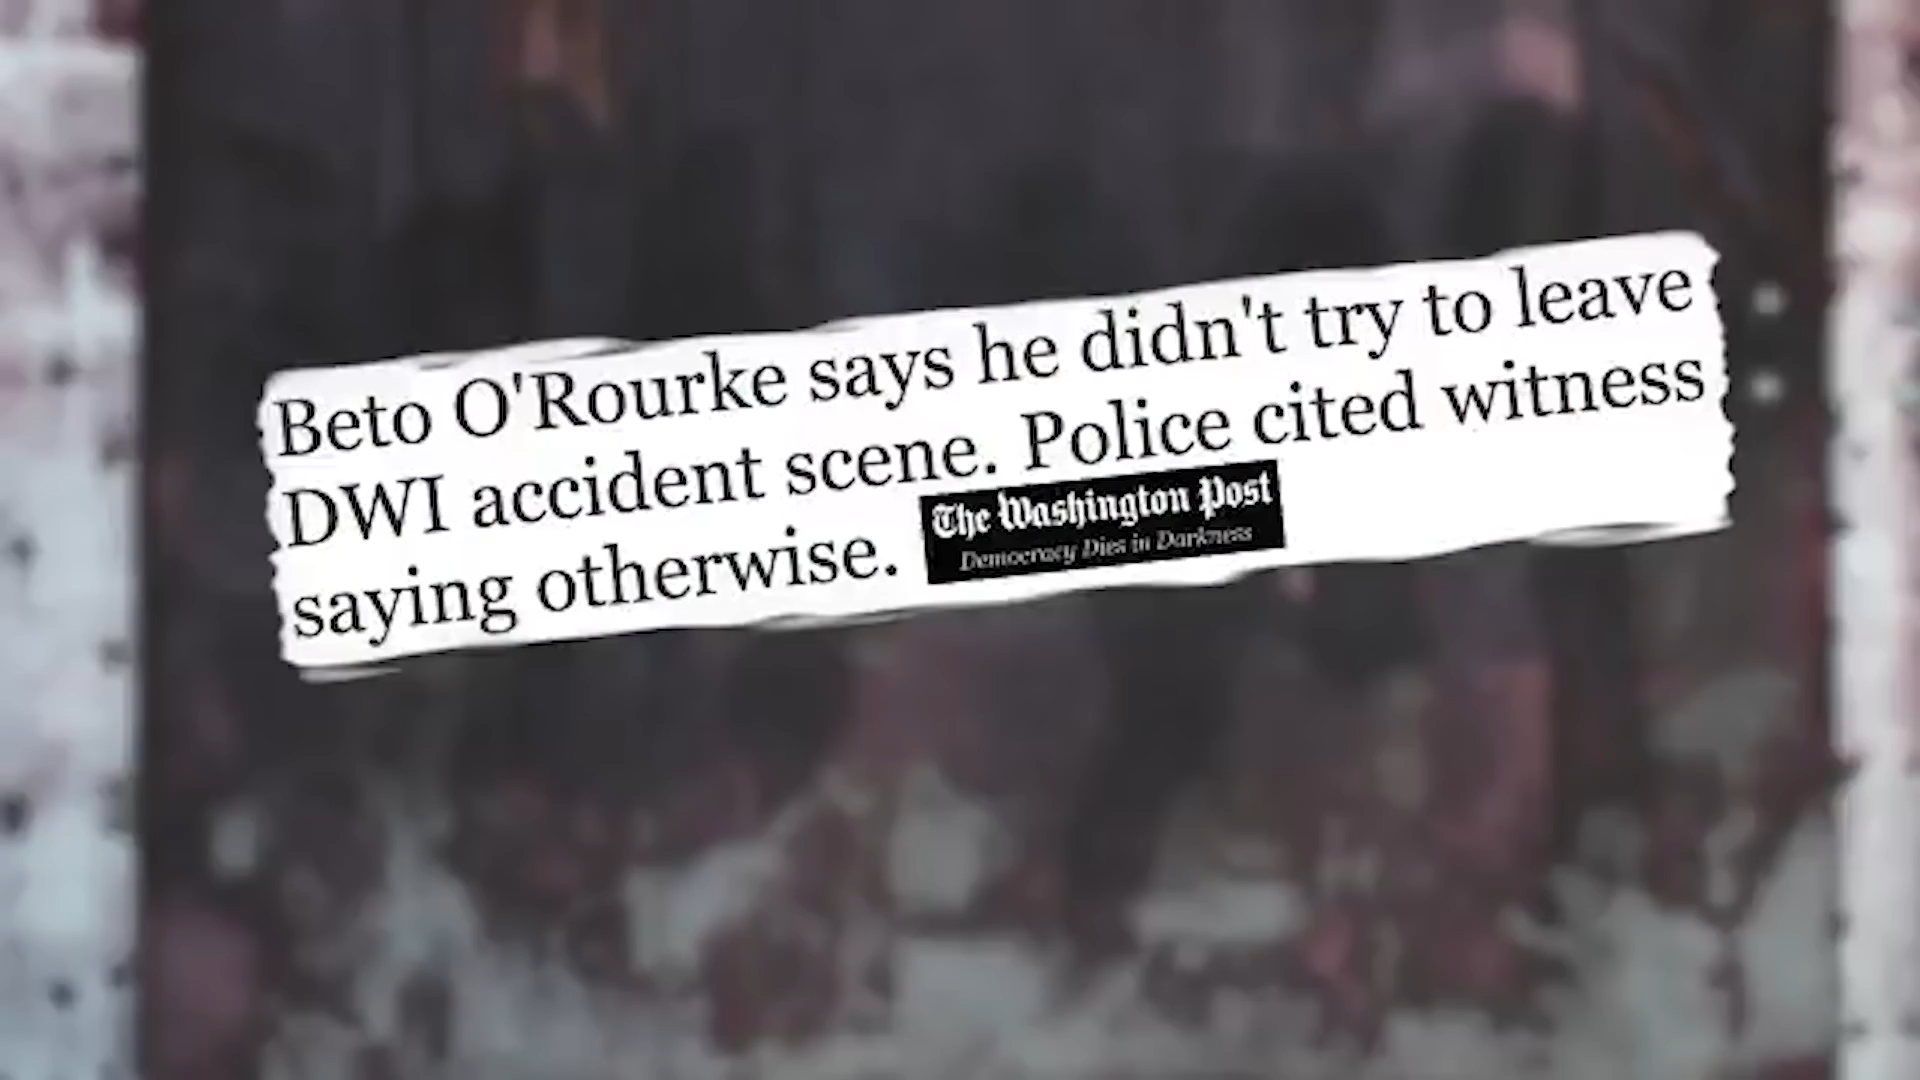 Beto O'Rourke says he didn't try to leave
DWI accident scene. Police cited witness
saying otherwise.
The Washington Post
Democracy Dies in Darkness